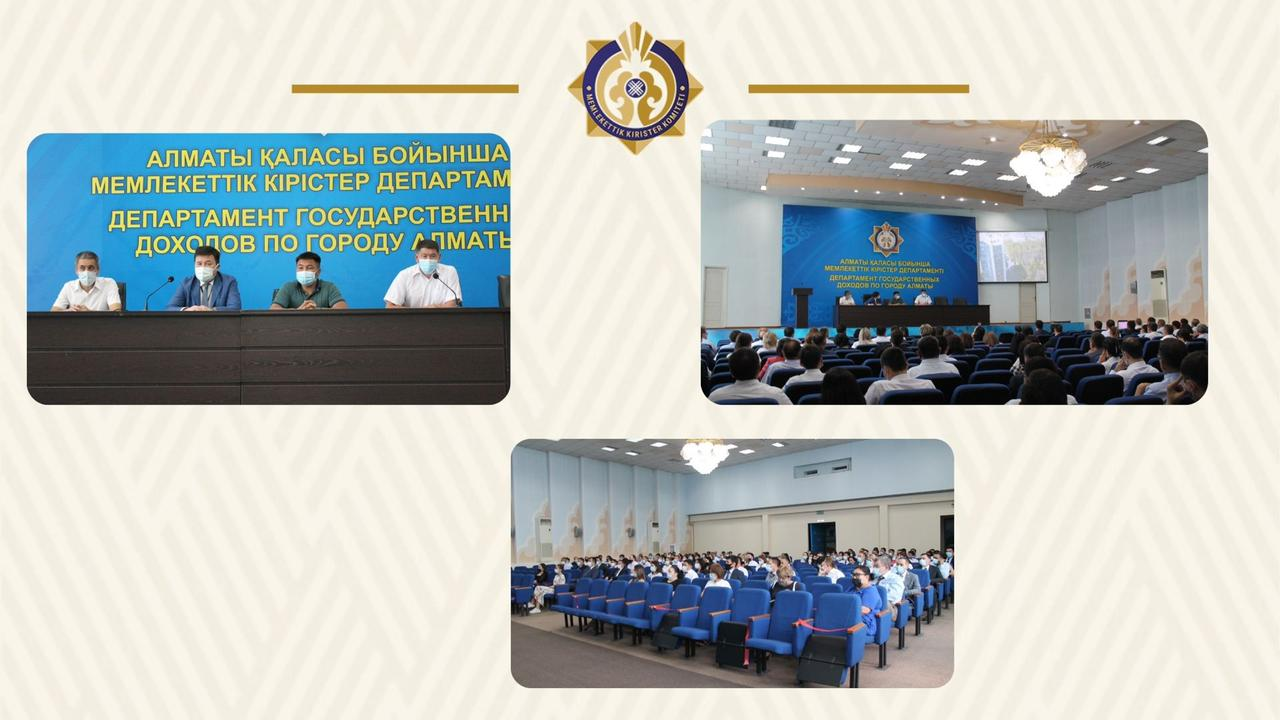 MEMLEKETTIK KIRISTER KOMITETI
АЛМАТЫ ҚАЛАСЫ БОЙЫНША
МЕМЛЕКЕТТІК КІРІСТЕР ДЕПАРТАМ
ДЕПАРТАМЕНТ ГОСУДАРСТВЕНН
ДОХОДОВ ПО ГОРОДУ АЛМАТЫ
АЛМАТЫ ҚАЛАСЫ БОЙЫНША
МЕМЛЕКЕТТІК КІРІСТЕР ДЕПАРТАМЕНТІ
ДЕПАРТАМЕНТ ГОСУДАРСТВЕННЫХ
ДОХОДОВ ПО ГОРОДУ АЛМАТЫ